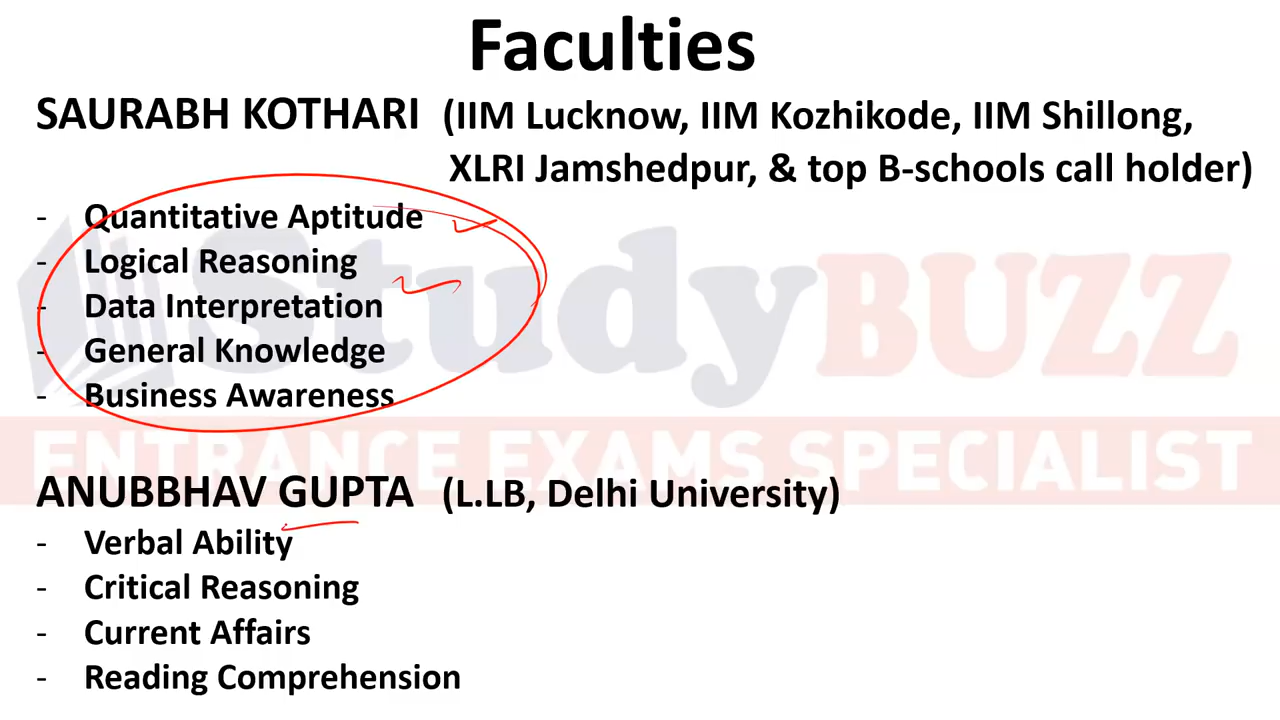 Faculties
SAURABH KOTHARI (IIM Lucknow, IIM Kozhikode, IIM Shillong,
XLRI Jamshedpur, & top B-schools call holder)
- Quantitative Aptitude
- Logical Reasoning
- Data Interpretation
- General Knowledge
- Business Awareness
StudyBUZZ
ENTRANCE EXAMS SPECIALIST
ANUBBHAV GUPTA (L.LB, Delhi University)
- Verbal Ability
- Critical Reasoning
- Current Affairs
- Reading Comprehension